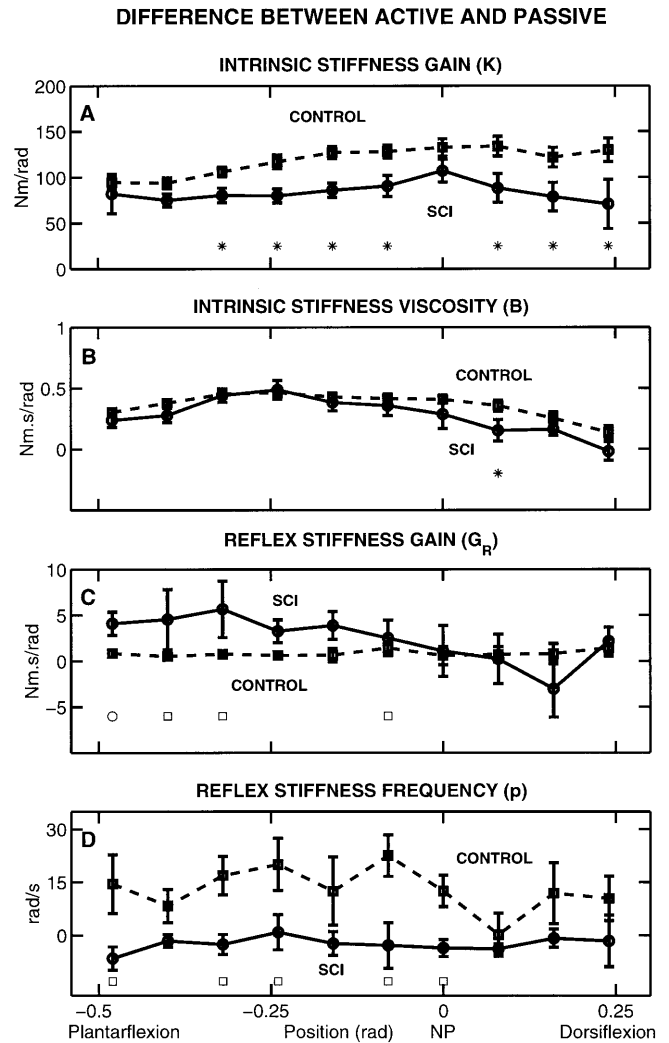 DIFFERENCE BETWEEN ACTIVE AND PASSIVE
INTRINSIC STIFFNESS GAIN (K)
200
150
100
50
0
Nm/rad
A
CONTROL
SCI
* * * * * * *
INTRINSIC STIFFNESS VISCOSITY (B)
1
0.5
0
Nm.s/rad
B
CONTROL
SCI
*
REFLEX STIFFNESS GAIN (G_R)
10
5
0
−5
Nm.s/rad
C
SCI
CONTROL
REFLEX STIFFNESS FREQUENCY (p)
30
15
0
rad/s
D
CONTROL
SCI
−0.5 −0.25 0 0.25
Plantarflexion Position (rad) NP Dorsiflexion